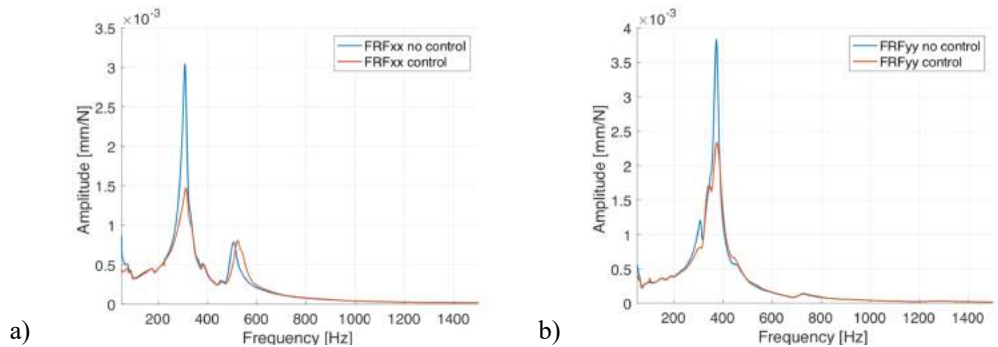 ×10⁻³
3.5
3
2.5
2
1.5
1
0.5
0
Amplitude [mm/N]
200 400 600 800 1000 1200 1400
Frequency [Hz]
FRFxx no control
FRFxx control
a)
×10⁻³
4
3.5
3
2.5
2
1.5
1
0.5
0
Amplitude [mm/N]
200 400 600 800 1000 1200 1400
Frequency [Hz]
FRFyy no control
FRFyy control
b)